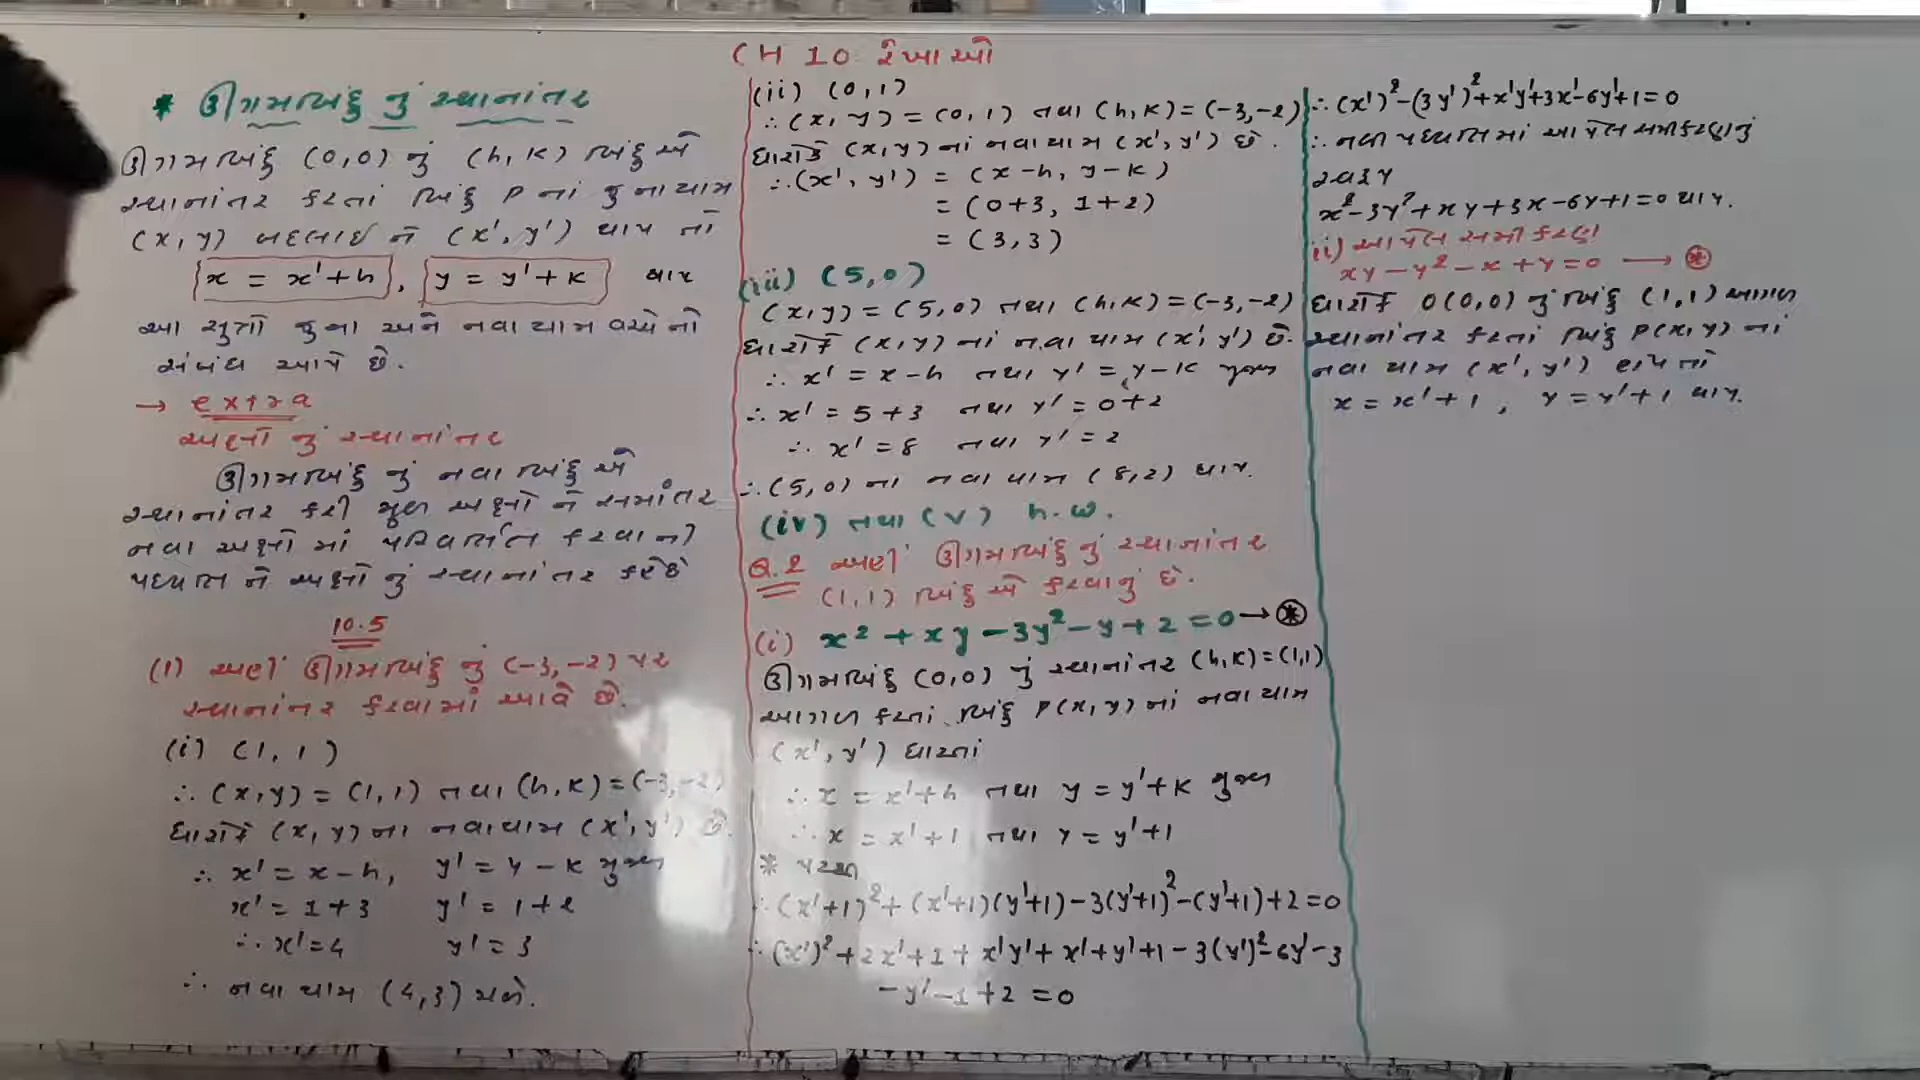 CH 10 રેખાઓ
* ઊગમબિંદુ નું સ્થાનાંતર
ઊગમબિંદુ (0,0) નું (h, k) બિંદુ એ
સ્થાનાંતર કરતાં બિંદુ P નાં જુના યામ
(x, y) બદલાઇ ને (x', y') થાય તો
x = x' + h , y = y' + k થાય
આ સુત્રો જુના અને નવા યામ વચ્ચે નો
સંબંધ આપે છે.
→ extra
અક્ષો નું સ્થાનાંતર
ઊગમબિંદુ નું નવા બિંદુ એ
સ્થાનાંતર કરી મુળ અક્ષો ને સમાંતર
નવા અક્ષો માં પરિવર્તિત કરવાની
પધ્ધતિ ને અક્ષો નું સ્થાનાંતર કહે છે
10.5
(1) અહીં ઊગમબિંદુ નું (-3, -2) પર
સ્થાનાંતર કરવામાં આવે છે.
(i) (1, 1)
∴ (x, y) = (1, 1) તથા (h, k) = (-3, -2)
ધારોકે (x, y) ના નવા યામ (x', y') છે.
∴ x' = x - h, y' = y - k મુજબ
x' = 1 + 3 y' = 1 + 2
∴ x' = 4 y' = 3
∴ નવા યામ (4, 3) મળે.
(ii) (0, 1)
∴ (x, y) = (0, 1) તથા (h, k) = (-3, -2)
ધારોકે (x, y) નાં નવા યામ (x', y') છે.
∴ (x', y') = (x - h, y - k)
= (0+3, 1+2)
= (3, 3)
(iii) (5, 0)
(x, y) = (5, 0) તથા (h, k) = (-3, -2)
ધારોકે (x, y) નાં નવા યામ (x', y') છે.
∴ x' = x - h તથા y' = y - k મુજબ
∴ x' = 5 + 3 તથા y' = 0 + 2
∴ x' = 8 તથા y' = 2
∴ (5, 0) ના નવા યામ (8, 2) થાય.
(iv) તથા (v) h.w.
Q.2 અહીં ઊગમબિંદુ નું સ્થાનાંતર
(1, 1) બિંદુ એ કરવાનું છે.
(i) x² + xy - 3y² - y + 2 = 0 → ⊛
ઊગમબિંદુ (0,0) નું સ્થાનાંતર (h, k) = (1, 1)
આગળ કરતાં બિંદુ P(x, y) નાં નવા યામ
(x', y') ધારતાં
∴ x = x' + h તથા y = y' + k મુજબ
∴ x = x' + 1 તથા y = y' + 1
* પરથી
∴ (x'+1)² + (x'+1)(y'+1) - 3(y'+1)² - (y'+1) + 2 = 0
∴ (x')² + 2x' + 1 + x'y' + x' + y' + 1 - 3(y')² - 6y' - 3
- y' - 1 + 2 = 0
∴ (x')² - (3y')² + x'y' + 3x' - 6y' + 1 = 0
∴ નવી પધ્ધતિ માં આપેલ સમીકરણનું
સ્વરૂપ
x² - 3y² + xy + 3x - 6y + 1 = 0 થાય.
ii) આપેલ સમીકરણ
xy - y² - x + y = 0 → ⊛
ધારોકે O(0,0) નું બિંદુ (1, 1) આગળ
સ્થાનાંતર કરતાં બિંદુ P(x, y) નાં
નવા યામ (x', y') હોય તો
x = x' + 1 , y = y' + 1 થાય.